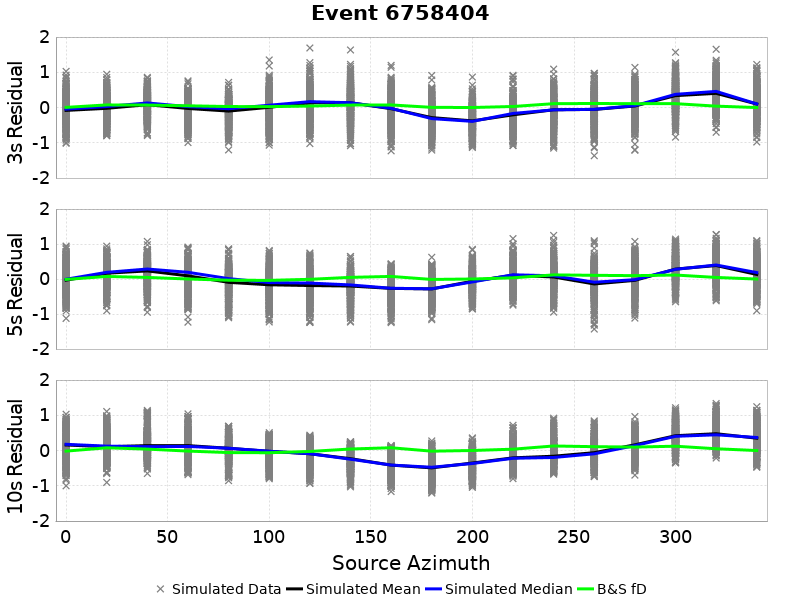 Event 6758404
3s Residual
2
1
0
-1
-2
5s Residual
2
1
0
-1
-2
10s Residual
2
1
0
-1
-2
0 50 100 150 200 250 300
Source Azimuth
Simulated Data Simulated Mean Simulated Median B&S fD